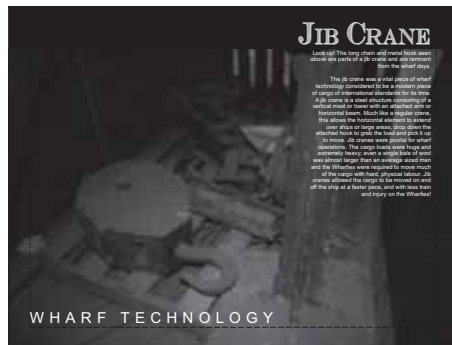 JIB CRANE
Look up! The long chain and metal hook seen
above are parts of a jib crane and are remnant
from the wharf days.
The jib crane was a vital piece of wharf
technology considered to be a modern piece
of cargo of international standards for its time.
A jib crane is a steel structure consisting of a
vertical mast or tower with an attached arm or
horizontal beam. Much like a regular crane,
this allows the horizontal element to extend
over ships or large areas, drop down the
attached hook to grab the load and pick it up
to move. Jib cranes were pivotal for wharf
operations. The cargo loads were huge and
extremely heavy; even a single bale of wool
was almost larger than an average sized man
and the Wharfies were required to move much
of the cargo with hard, physical labour. Jib
cranes allowed the cargo to be moved on and
off the ship at a faster pace, and with less train
and injury on the Wharfies!
WHARF TECHNOLOGY